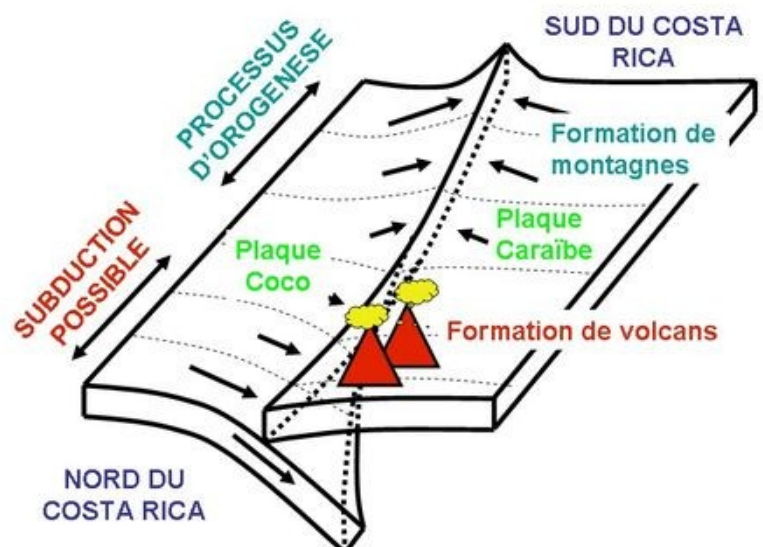 SUD DU COSTA
RICA
PROCESSUS
D'OROGENESE
Formation de
montagnes
SUBDUCTION
POSSIBLE
Plaque
Coco
Plaque
Caraïbe
Formation de volcans
NORD DU
COSTA RICA